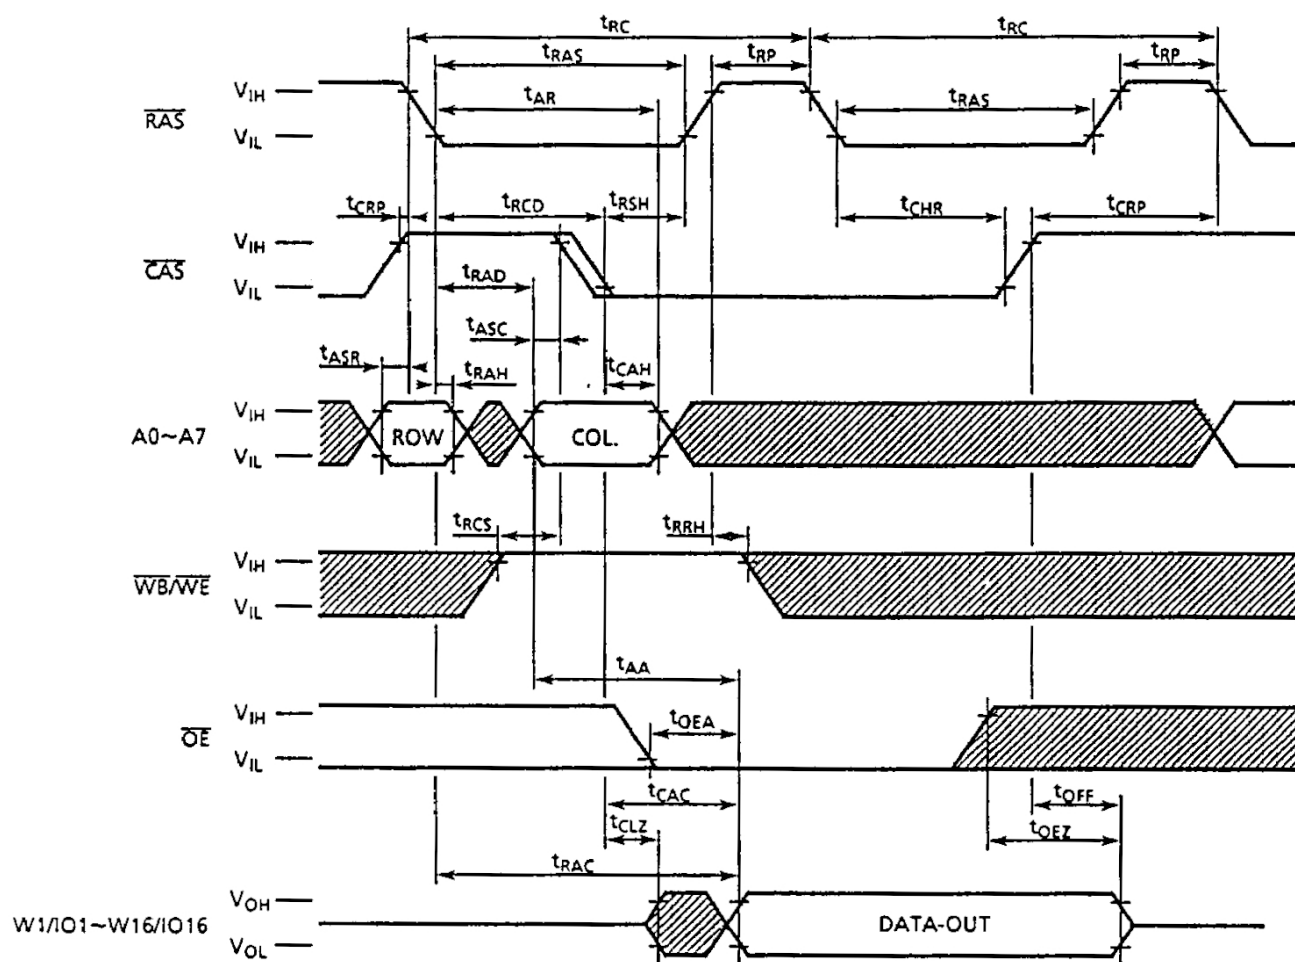 tRC tRC
tRAS tRP tRP
tAR tRAS
RAS VIH
VIL
tCRP tRCD tRSH tCHR tCRP
CAS VIH
VIL
tRAD
tASC
tASR tRAH tCAH
A0~A7 VIH
VIL
ROW COL.
tRCS tRRH
WB/WE VIH
VIL
tAA
OE VIH
VIL
tOEA
tCAC tOFF
tCLZ tOEZ
tRAC
W1/IO1~W16/IO16 VOH
VOL
DATA-OUT